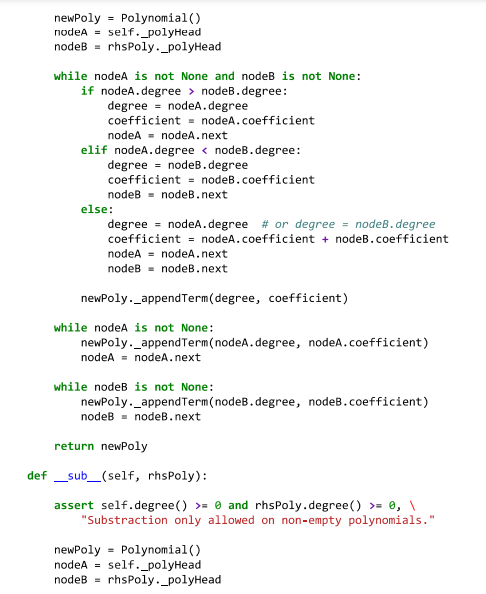 newPoly = Polynomial()
nodeA = self._polyHead
nodeB = rhsPoly._polyHead
while nodeA is not None and nodeB is not None:
if nodeA.degree > nodeB.degree:
degree = nodeA.degree
coefficient = nodeA.coefficient
nodeA = nodeA.next
elif nodeA.degree < nodeB.degree:
degree = nodeB.degree
coefficient = nodeB.coefficient
nodeB = nodeB.next
else:
degree = nodeA.degree  # or degree = nodeB.degree
coefficient = nodeA.coefficient + nodeB.coefficient
nodeA = nodeA.next
nodeB = nodeB.next
newPoly._appendTerm(degree, coefficient)
while nodeA is not None:
newPoly._appendTerm(nodeA.degree, nodeA.coefficient)
nodeA = nodeA.next
while nodeB is not None:
newPoly._appendTerm(nodeB.degree, nodeB.coefficient)
nodeB = nodeB.next
return newPoly
def __sub__(self, rhsPoly):
assert self.degree() >= 0 and rhsPoly.degree() >= 0, \
"Substraction only allowed on non-empty polynomials."
newPoly = Polynomial()
nodeA = self._polyHead
nodeB = rhsPoly._polyHead